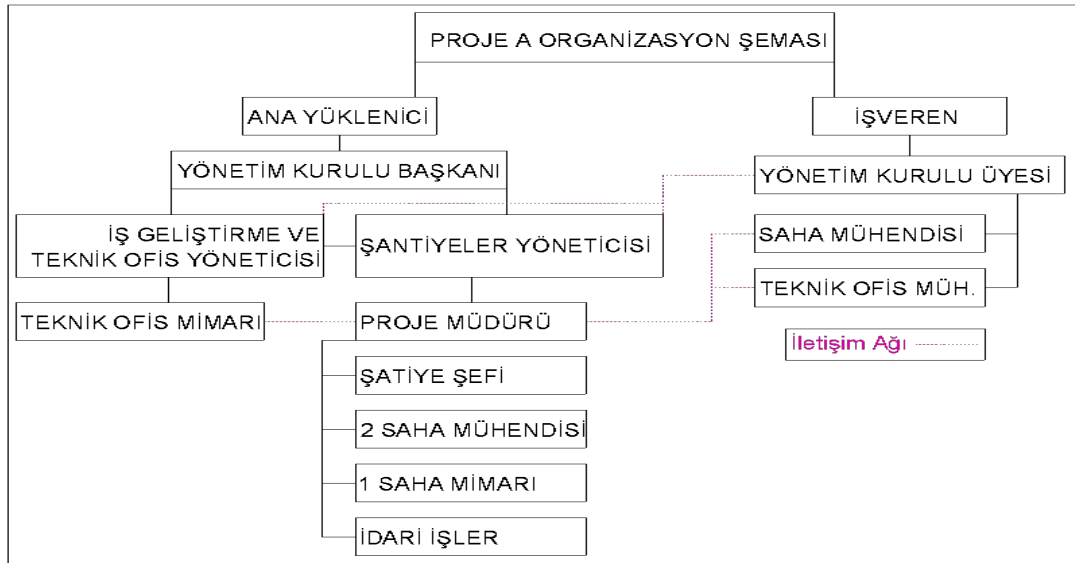 PROJE A ORGANİZASYON ŞEMASI
ANA YÜKLENİCİ
İŞVEREN
YÖNETİM KURULU BAŞKANI
YÖNETİM KURULU ÜYESİ
İŞ GELİŞTİRME VE
TEKNİK OFİS YÖNETİCİSİ
ŞANTİYELER YÖNETİCİSİ
SAHA MÜHENDİSİ
TEKNİK OFİS MÜH.
TEKNİK OFİS MİMARI
PROJE MÜDÜRÜ
İletişim Ağı
ŞATİYE ŞEFİ
2 SAHA MÜHENDİSİ
1 SAHA MİMARI
İDARİ İŞLER